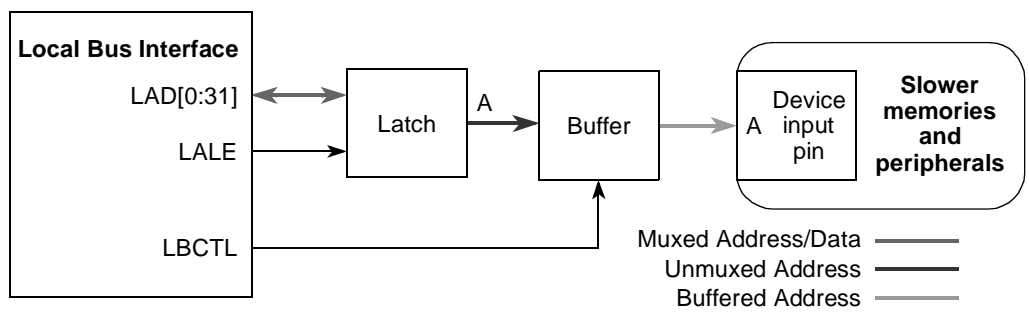 Local Bus Interface
LAD[0:31]
LALE
LBCTL
Latch
A
Buffer
A
Device
input
pin
Slower
memories
and
peripherals
Muxed Address/Data
Unmuxed Address
Buffered Address